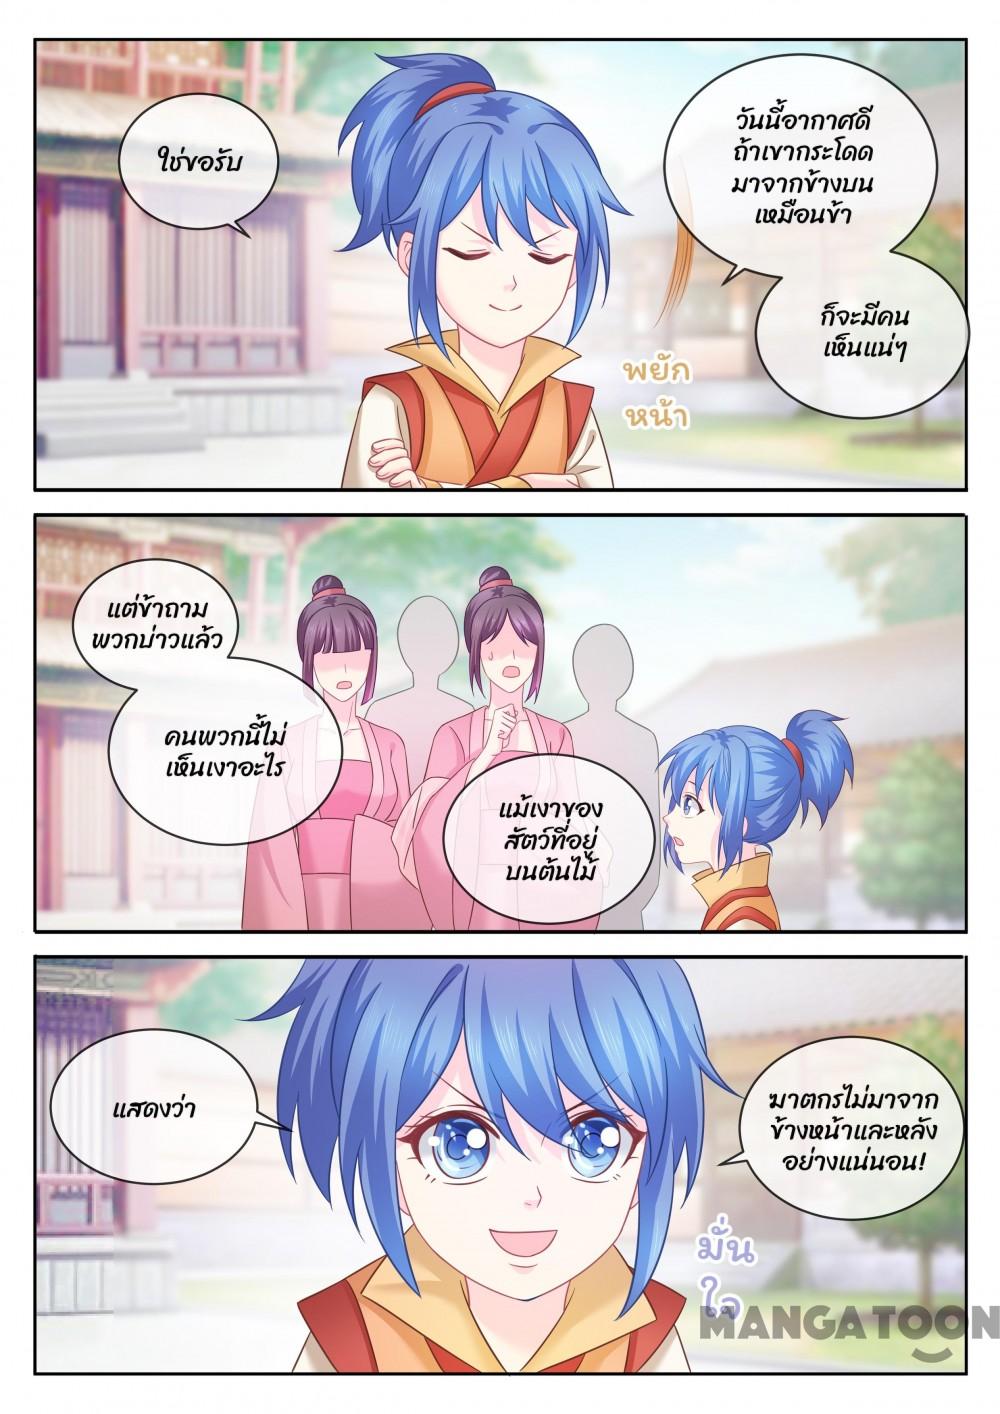 ใช่ขอรับ
วันนี้อากาศดี
ถ้าเขากระโดด
มาจากข้างบน
เหมือนข้า
ก็จะมีคน
เห็นแน่ๆ
พยัก
หน้า
แต่ข้าถาม
พวกบ่าวแล้ว
คนพวกนี้ไม่
เห็นเงาอะไร
แม้เงาของ
สัตว์ที่อยู่
บนต้นไม้
แสดงว่า
ฆาตกรไม่มาจาก
ข้างหน้าและหลัง
อย่างแน่นอน!
มั่น
ใจ
MANGATOON